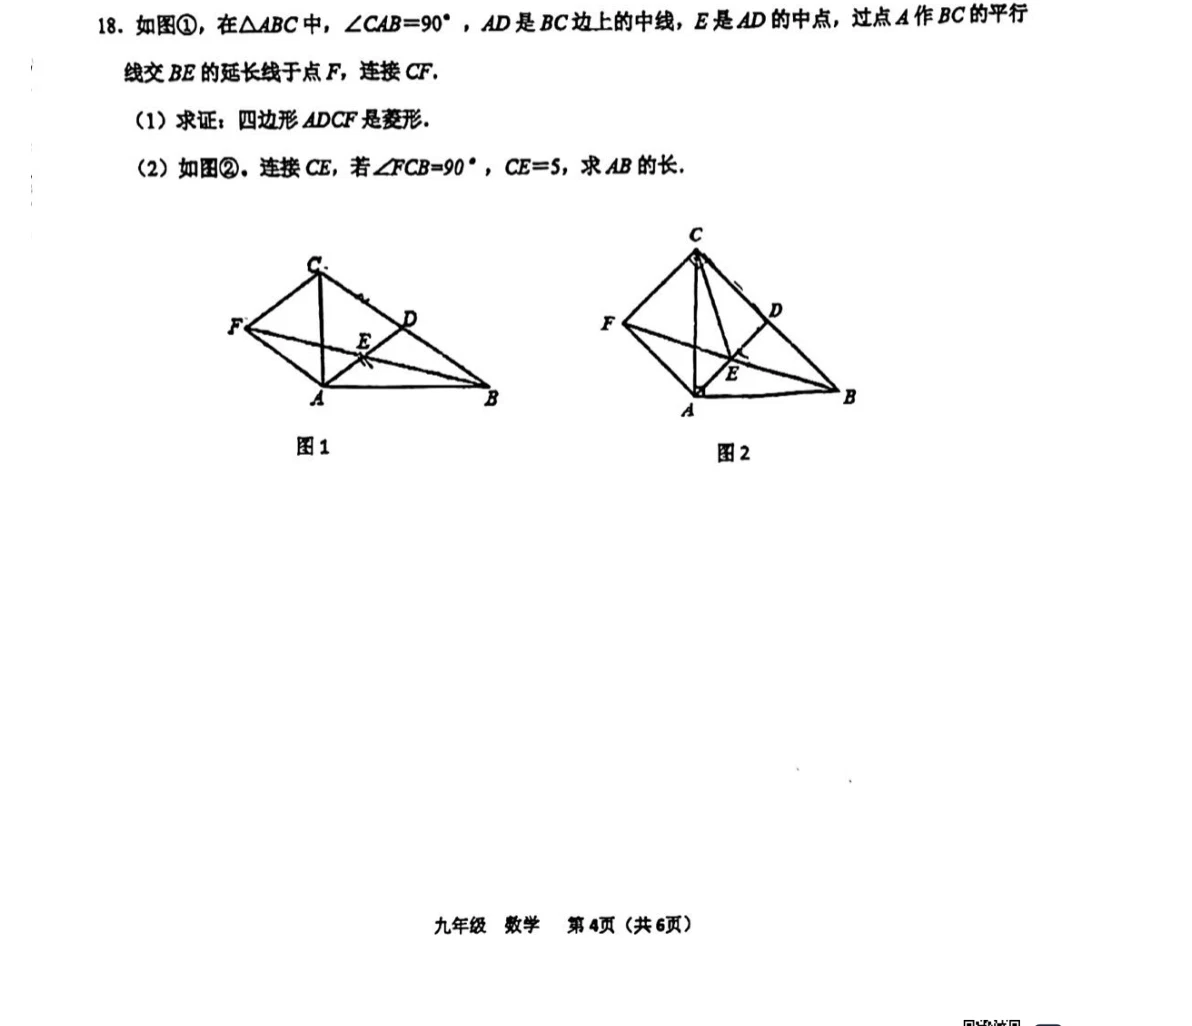 18. 如图①，在△ABC中，∠CAB=90°，AD是BC边上的中线，E是AD的中点，过点A作BC的平行
线交BE的延长线于点F，连接CF.
（1）求证：四边形ADCF是菱形.
（2）如图②。连接CE，若∠FCB=90°，CE=5，求AB的长.
C
F
D
E
A
B
图1
C
F
D
E
A
B
图2
九年级 数学 第4页（共6页）